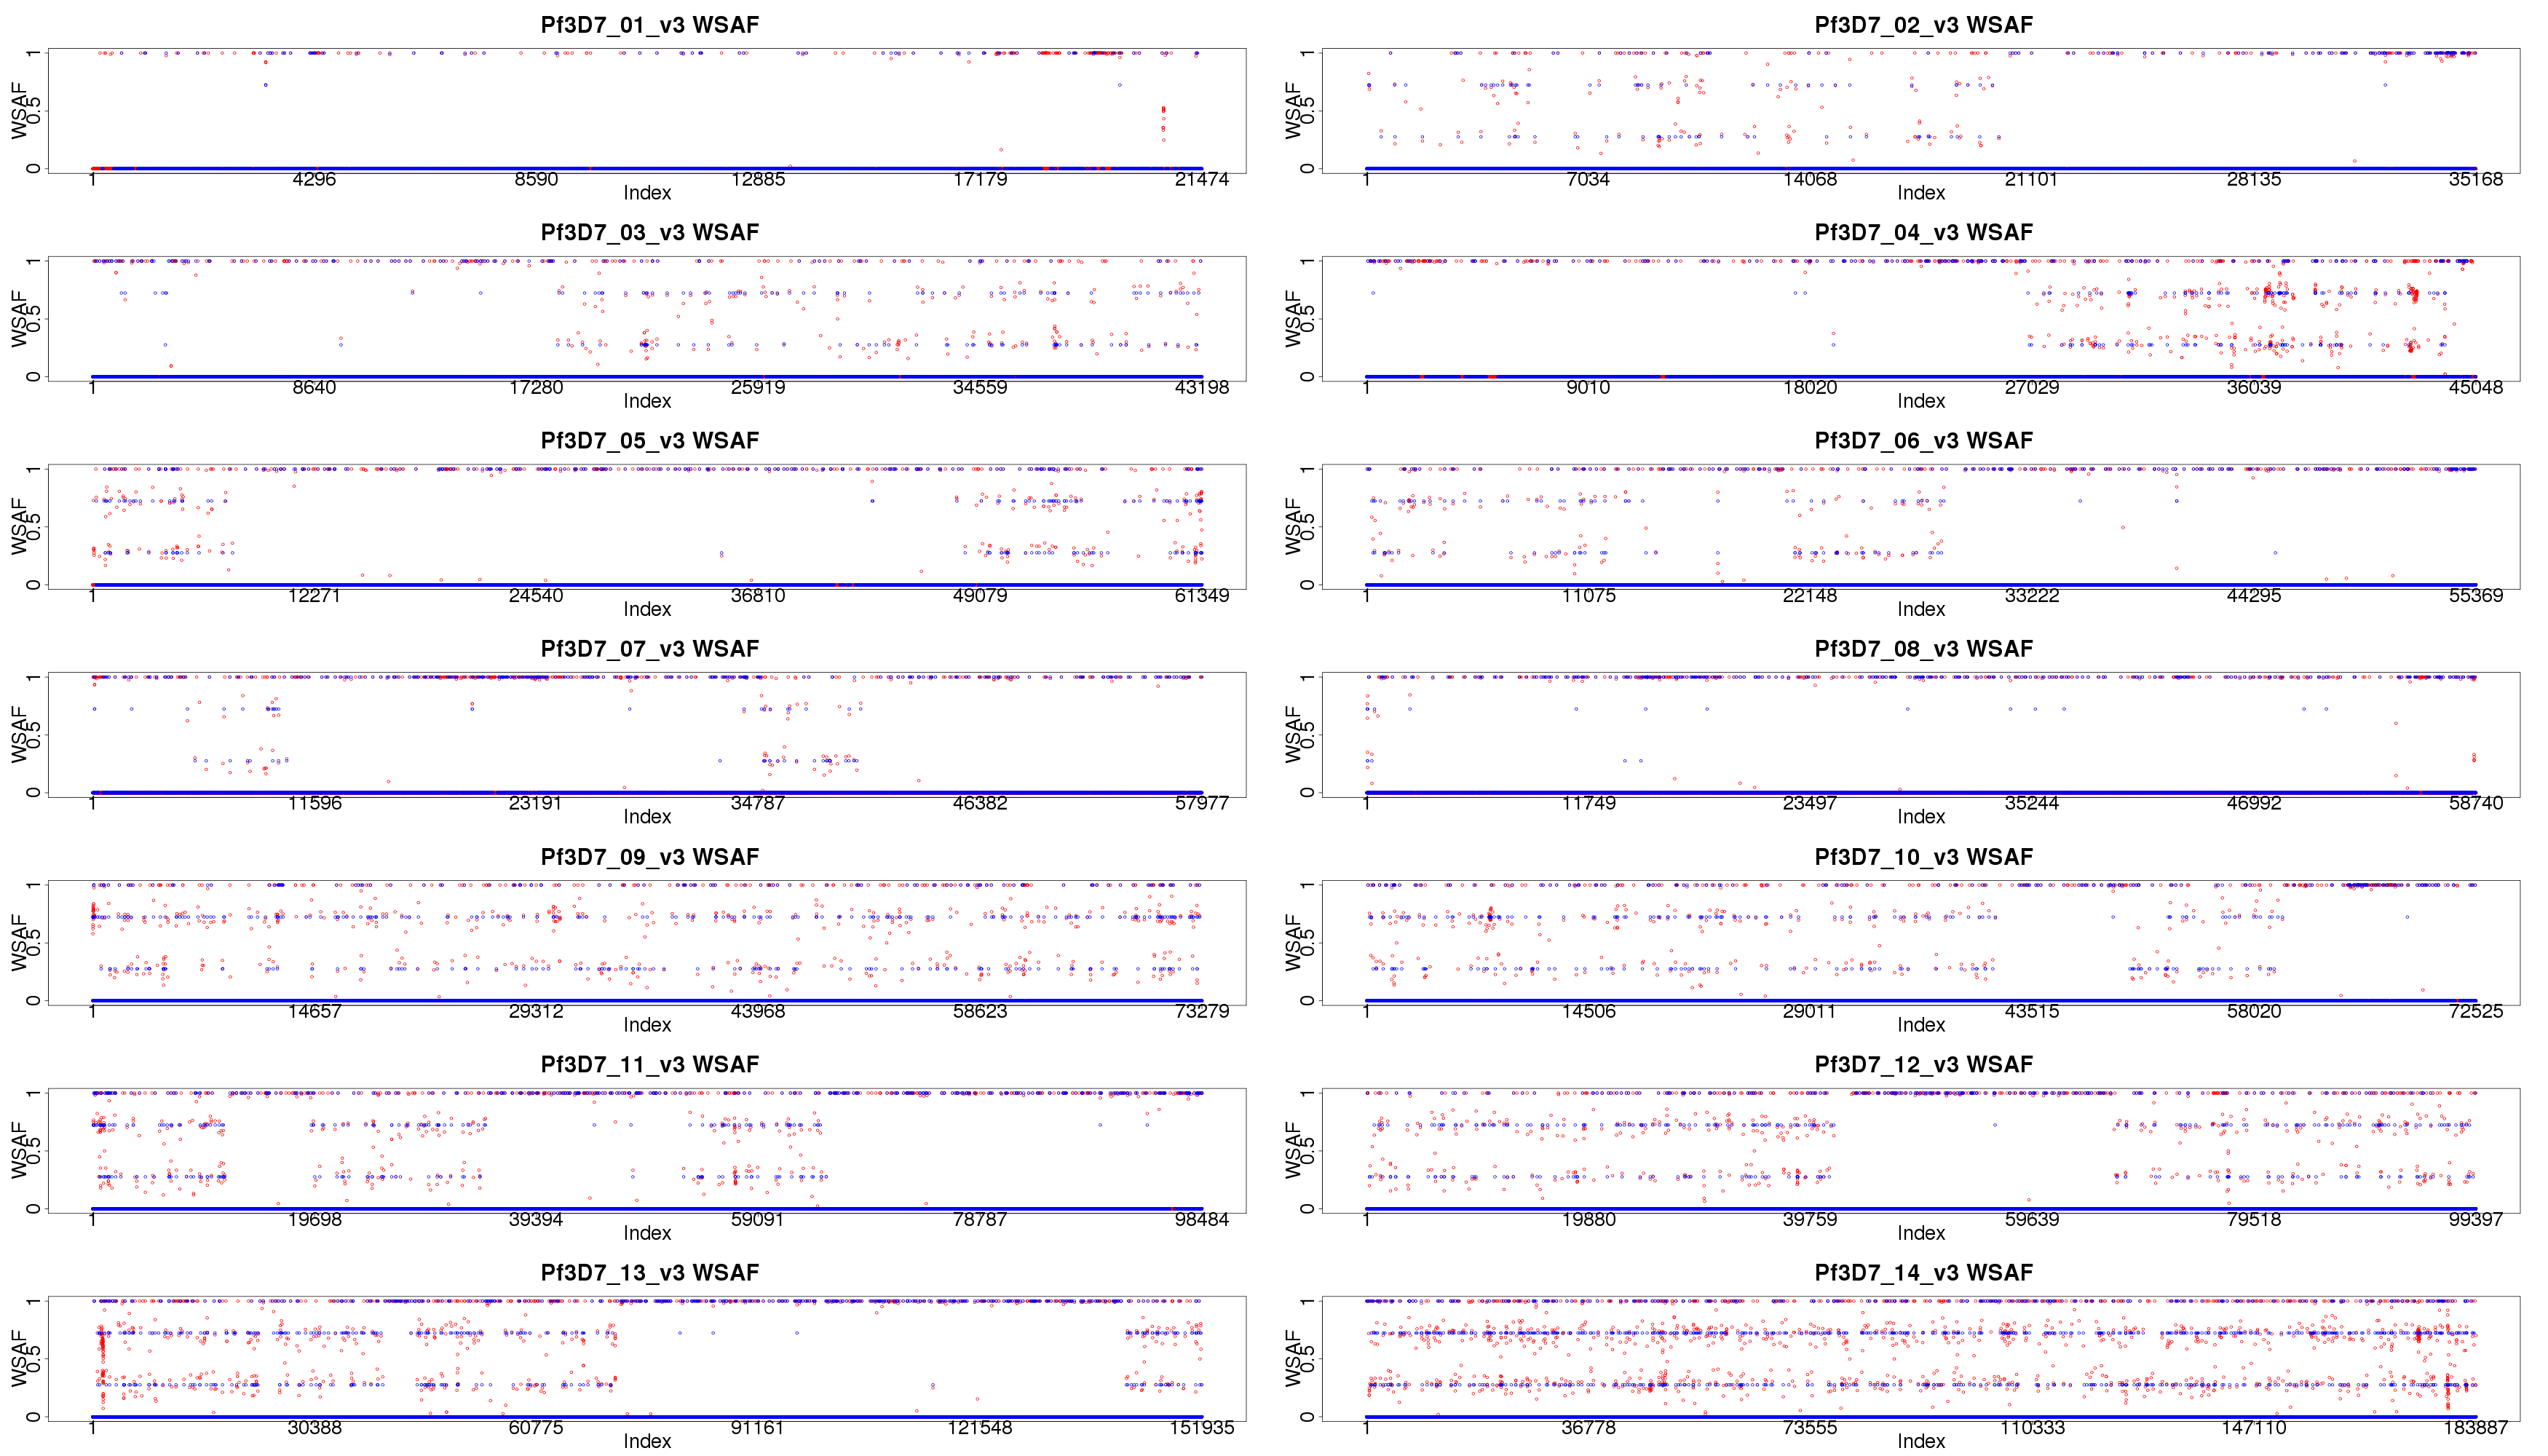 Pf3D7_01_v3 WSAF
WSAF
0 0.5 1
1 4296 8590 12885 17179 21474
Index
Pf3D7_02_v3 WSAF
WSAF
0 0.5 1
1 7034 14068 21101 28135 35168
Index
Pf3D7_03_v3 WSAF
WSAF
0 0.5 1
1 8640 17280 25919 34559 43198
Index
Pf3D7_04_v3 WSAF
WSAF
0 0.5 1
1 9010 18020 27029 36039 45048
Index
Pf3D7_05_v3 WSAF
WSAF
0 0.5 1
1 12271 24540 36810 49079 61349
Index
Pf3D7_06_v3 WSAF
WSAF
0 0.5 1
1 11075 22148 33222 44295 55369
Index
Pf3D7_07_v3 WSAF
WSAF
0 0.5 1
1 11596 23191 34787 46382 57977
Index
Pf3D7_08_v3 WSAF
WSAF
0 0.5 1
1 11749 23497 35244 46992 58740
Index
Pf3D7_09_v3 WSAF
WSAF
0 0.5 1
1 14657 29312 43968 58623 73279
Index
Pf3D7_10_v3 WSAF
WSAF
0 0.5 1
1 14506 29011 43515 58020 72525
Index
Pf3D7_11_v3 WSAF
WSAF
0 0.5 1
1 19698 39394 59091 78787 98484
Index
Pf3D7_12_v3 WSAF
WSAF
0 0.5 1
1 19880 39759 59639 79518 99397
Index
Pf3D7_13_v3 WSAF
WSAF
0 0.5 1
1 30388 60775 91161 121548 151935
Index
Pf3D7_14_v3 WSAF
WSAF
0 0.5 1
1 36778 73555 110333 147110 183887
Index